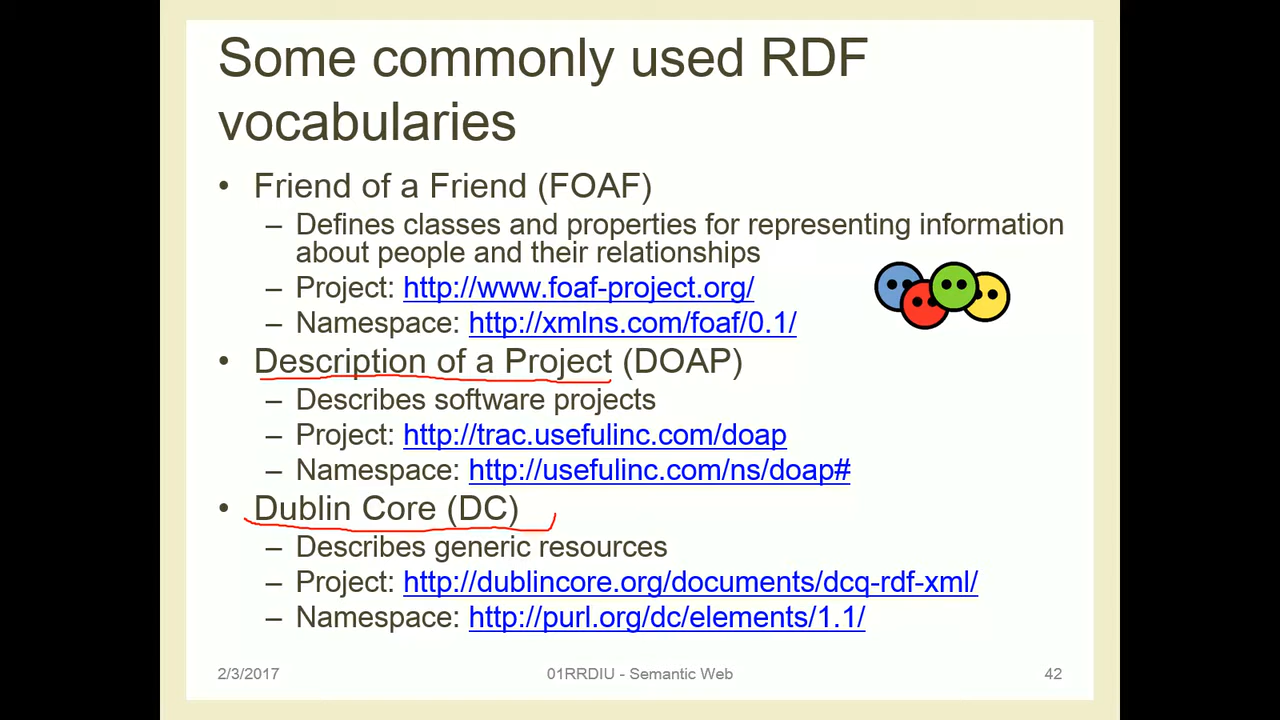 Some commonly used RDF
vocabularies
• Friend of a Friend (FOAF)
– Defines classes and properties for representing information
about people and their relationships
– Project: http://www.foaf-project.org/
– Namespace: http://xmlns.com/foaf/0.1/
• Description of a Project (DOAP)
– Describes software projects
– Project: http://trac.usefulinc.com/doap
– Namespace: http://usefulinc.com/ns/doap#
• Dublin Core (DC)
– Describes generic resources
– Project: http://dublincore.org/documents/dcq-rdf-xml/
– Namespace: http://purl.org/dc/elements/1.1/
2/3/2017 01RRDIU - Semantic Web 42